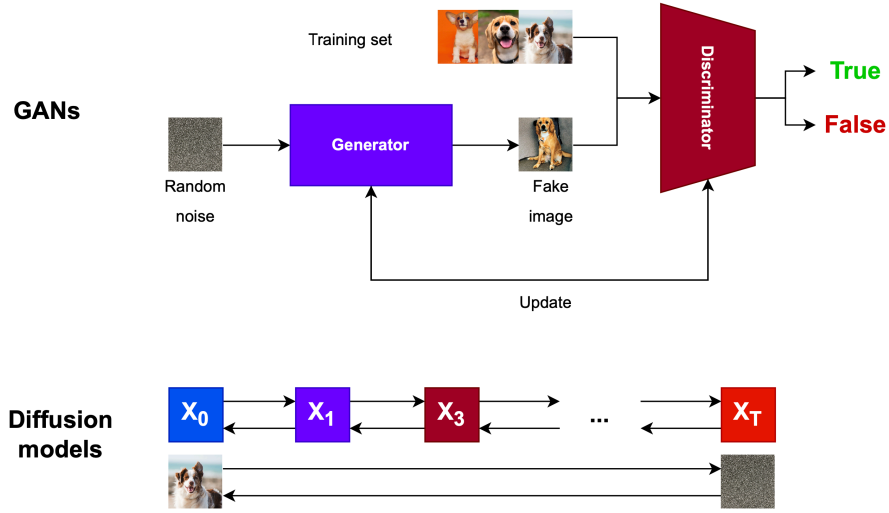 Training set
Discriminator
True
False
GANs
Generator
Random
noise
Fake
image
Update
Diffusion
models
X0
X1
X3
...
XT